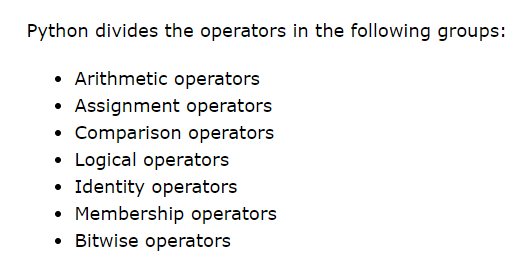 Python divides the operators in the following groups:
• Arithmetic operators
• Assignment operators
• Comparison operators
• Logical operators
• Identity operators
• Membership operators
• Bitwise operators